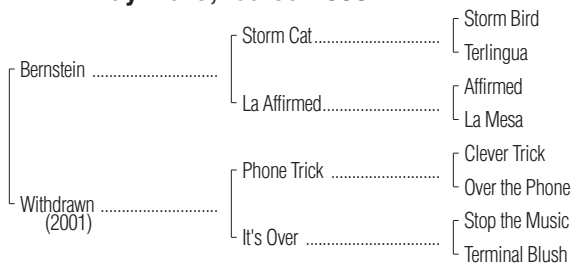 Storm Bird
Storm Cat
Terlingua
Bernstein
Affirmed
La Affirmed
La Mesa
Clever Trick
Phone Trick
Over the Phone
Withdrawn
(2001)
Stop the Music
It's Over
Terminal Blush